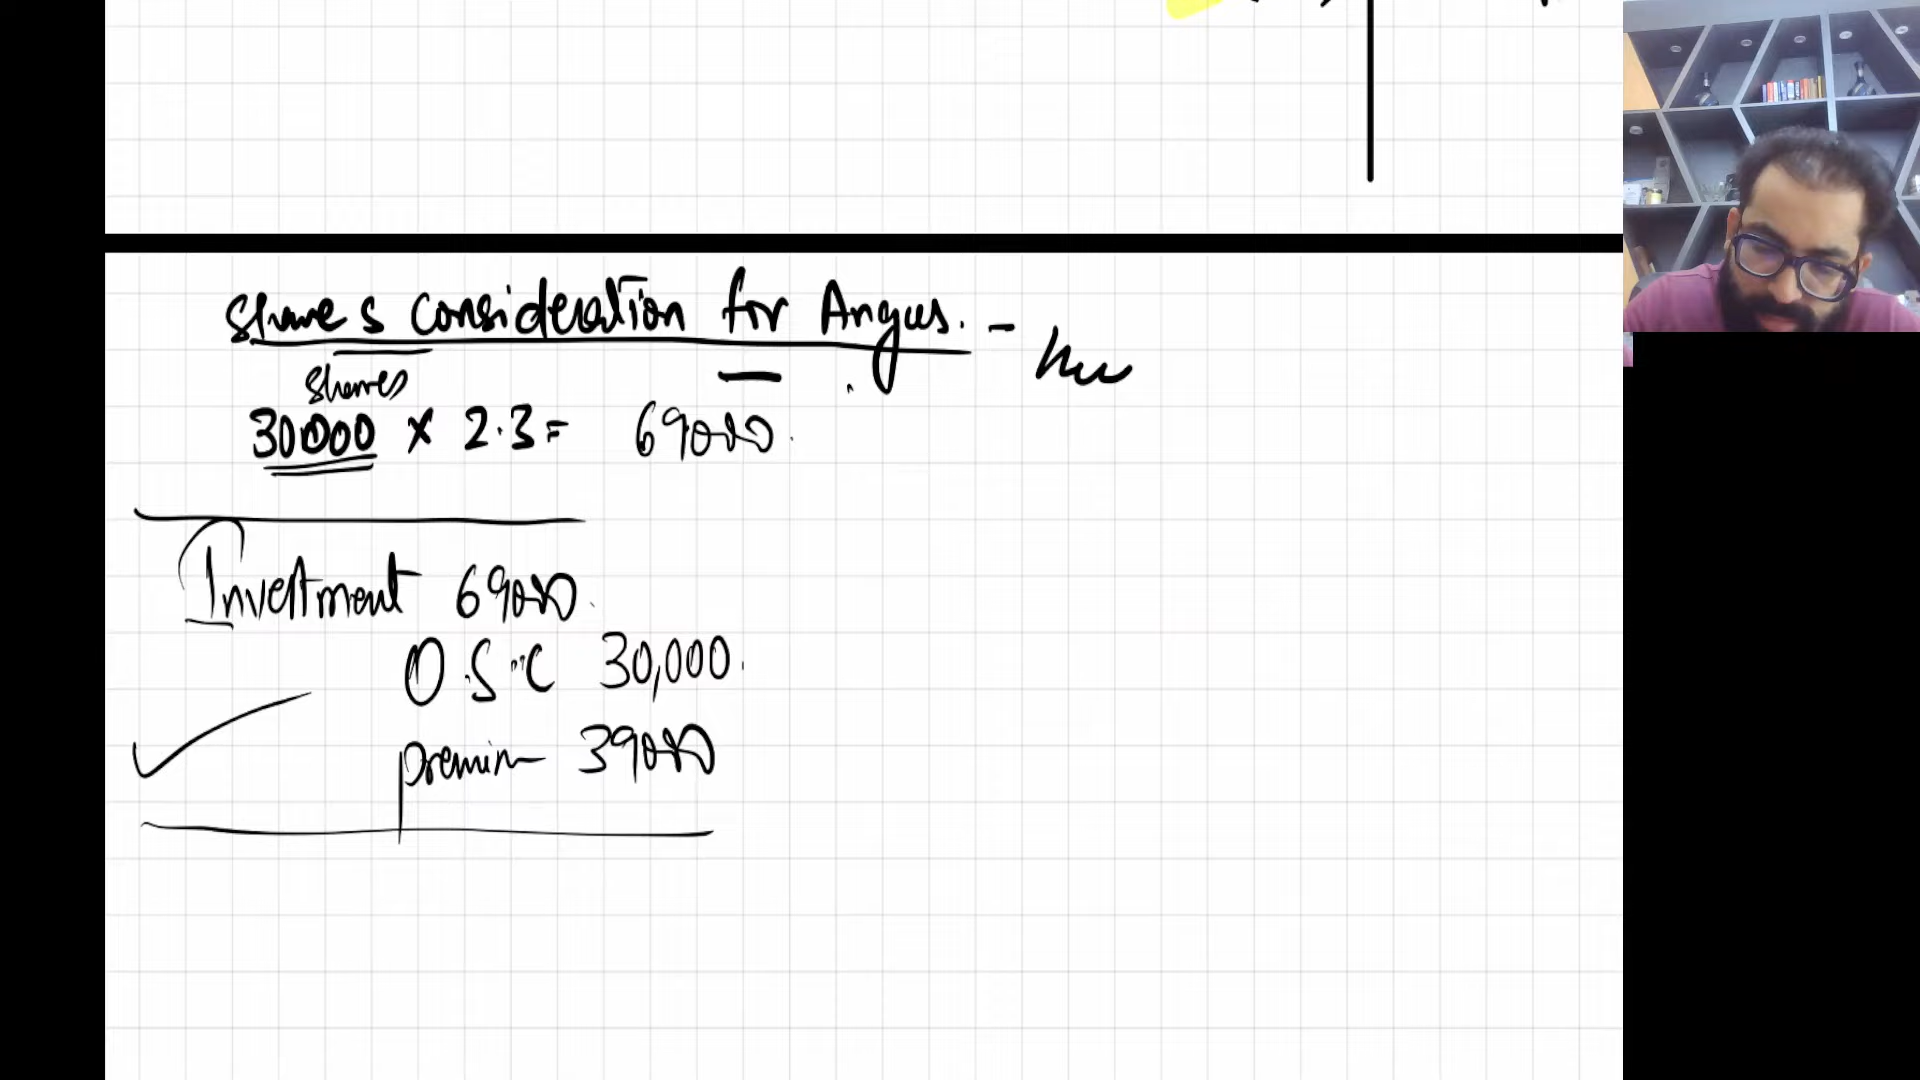 Shares consideration for Angus. -
shares
30000 x 2.3 = 69000.
Investment 69000.
O.S.C 30,000.
premium 39000